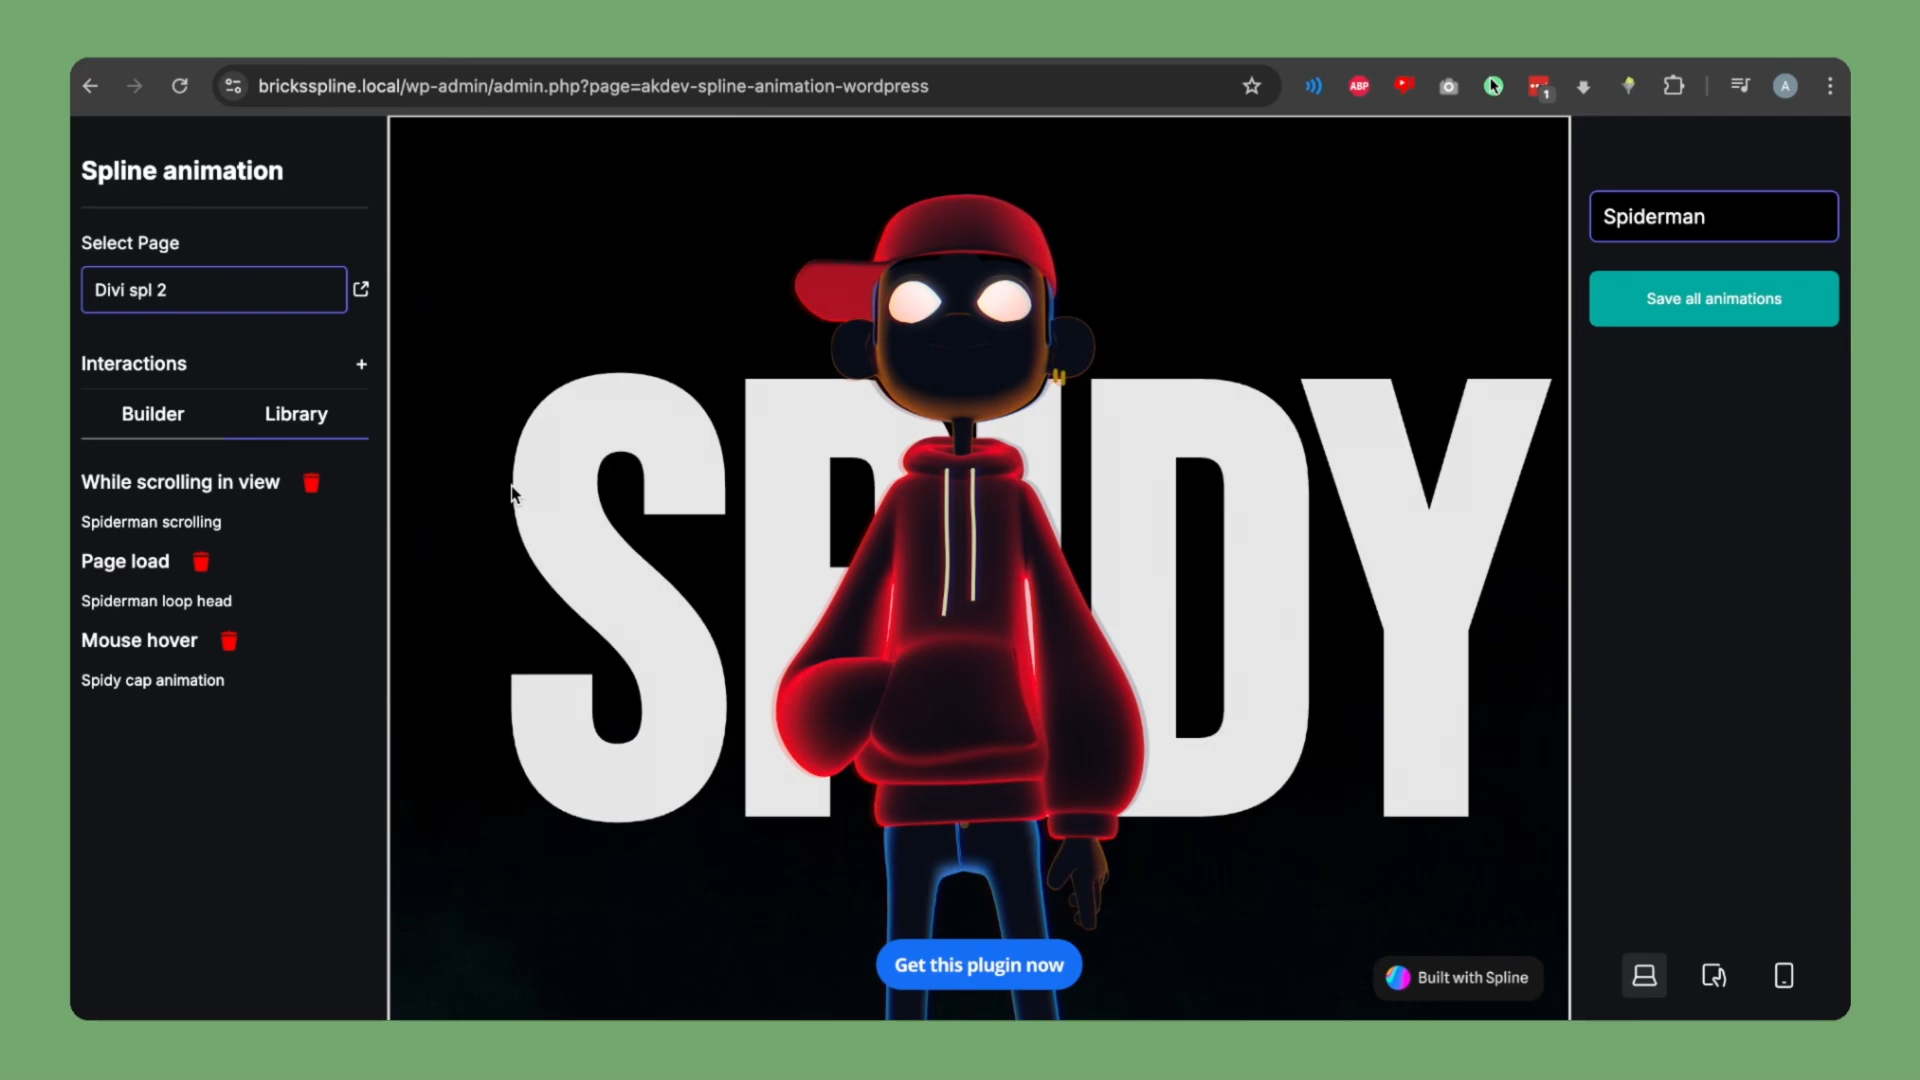 bricksspline.local/wp-admin/admin.php?page=akdev-spline-animation-wordpress
ABP
1
A
Spline animation
Select Page
Divi spl 2
Interactions
+
Builder
Library
While scrolling in view
Spiderman scrolling
Page load
Spiderman loop head
Mouse hover
Spidy cap animation
SPIDY
Get this plugin now
Built with Spline
Spiderman
Save all animations